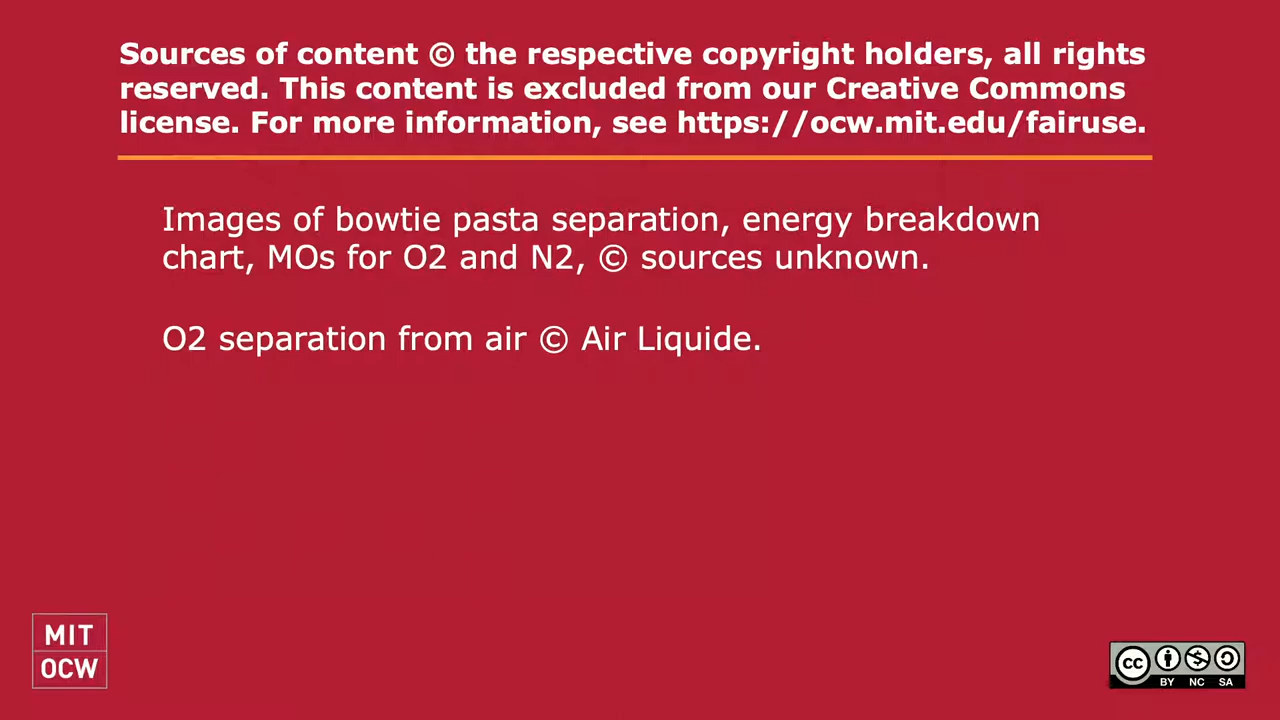 Sources of content © the respective copyright holders, all rights
reserved. This content is excluded from our Creative Commons
license. For more information, see https://ocw.mit.edu/fairuse.
Images of bowtie pasta separation, energy breakdown
chart, MOs for O2 and N2, © sources unknown.
O2 separation from air © Air Liquide.
MIT
OCW
cc
BY NC SA